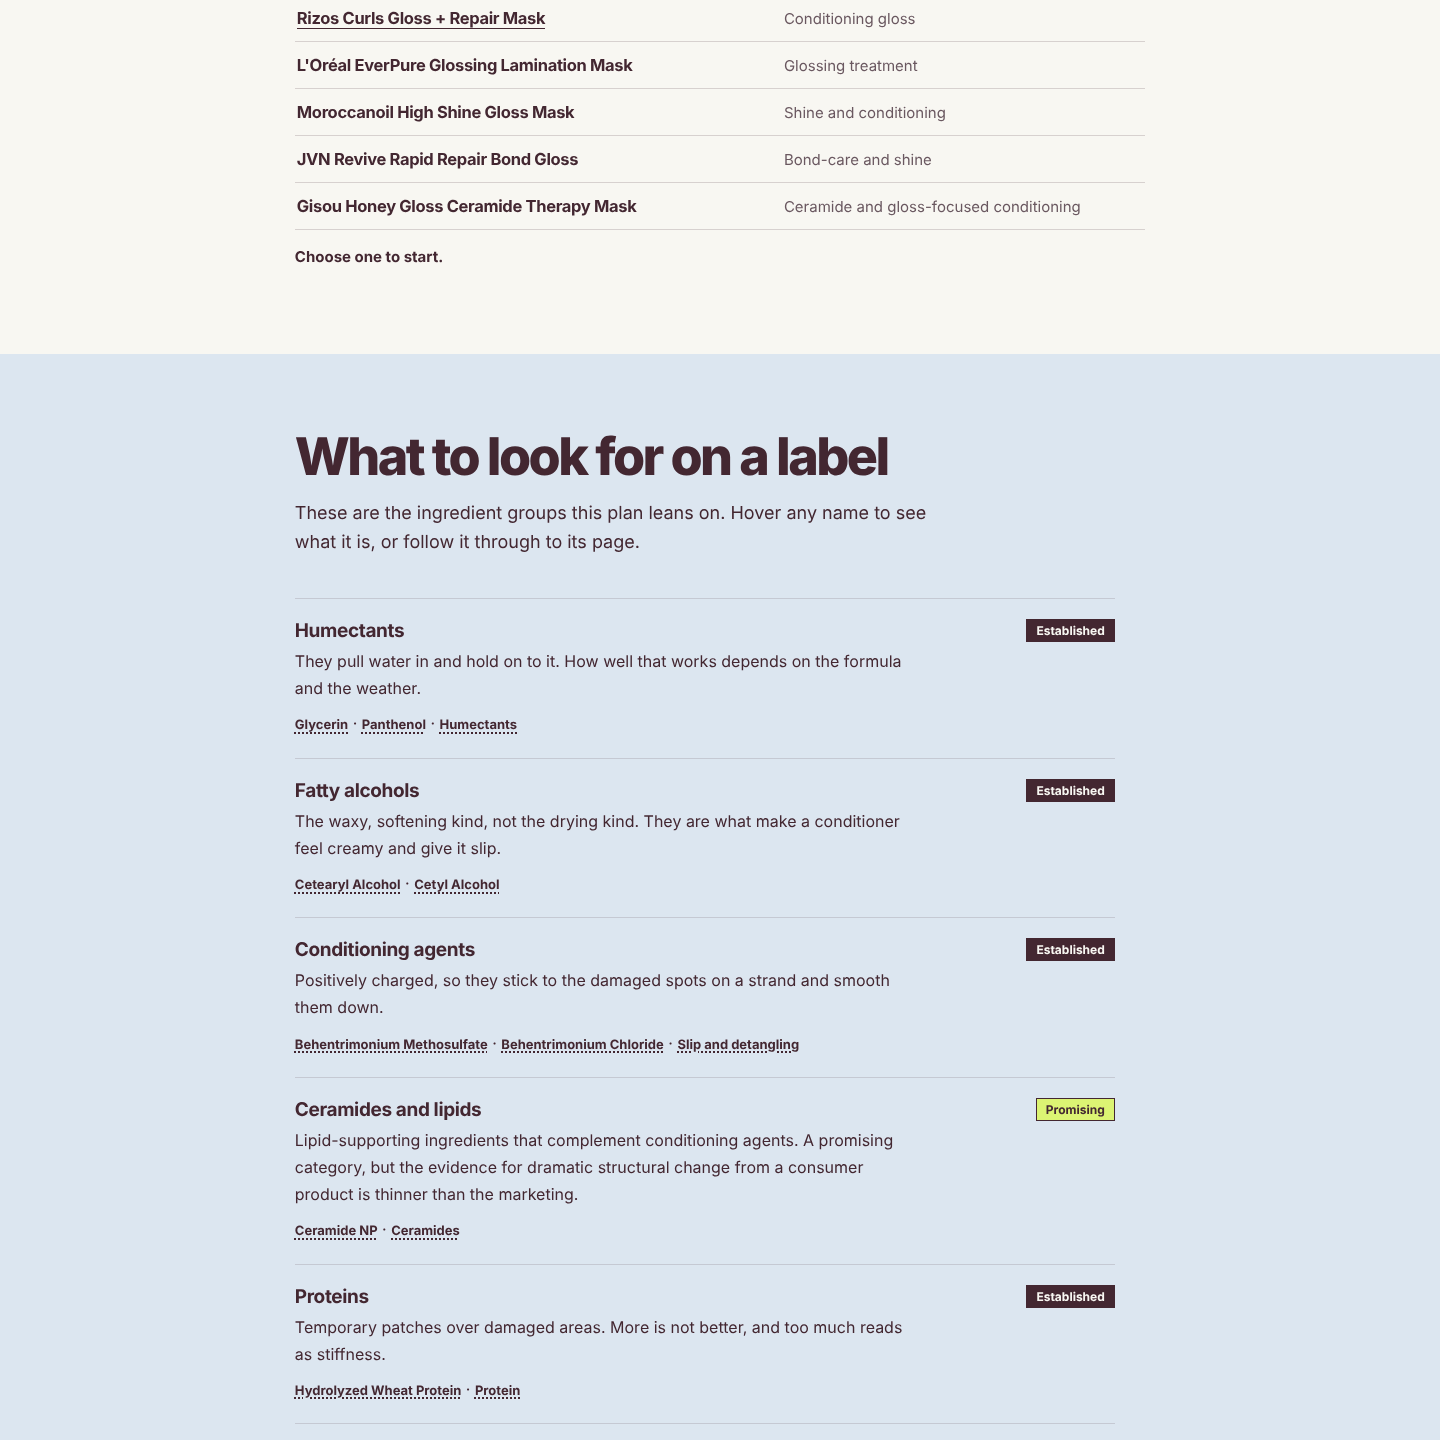 Rizos Curls Gloss + Repair Mask
Conditioning gloss
L'Oréal EverPure Glossing Lamination Mask
Glossing treatment
Moroccanoil High Shine Gloss Mask
Shine and conditioning
JVN Revive Rapid Repair Bond Gloss
Bond-care and shine
Gisou Honey Gloss Ceramide Therapy Mask
Ceramide and gloss-focused conditioning
Choose one to start.
What to look for on a label
These are the ingredient groups this plan leans on. Hover any name to see
what it is, or follow it through to its page.
Humectants
Established
They pull water in and hold on to it. How well that works depends on the formula
and the weather.
Glycerin · Panthenol · Humectants
Fatty alcohols
Established
The waxy, softening kind, not the drying kind. They are what make a conditioner
feel creamy and give it slip.
Cetearyl Alcohol · Cetyl Alcohol
Conditioning agents
Established
Positively charged, so they stick to the damaged spots on a strand and smooth
them down.
Behentrimonium Methosulfate · Behentrimonium Chloride · Slip and detangling
Ceramides and lipids
Promising
Lipid-supporting ingredients that complement conditioning agents. A promising
category, but the evidence for dramatic structural change from a consumer
product is thinner than the marketing.
Ceramide NP · Ceramides
Proteins
Established
Temporary patches over damaged areas. More is not better, and too much reads
as stiffness.
Hydrolyzed Wheat Protein · Protein